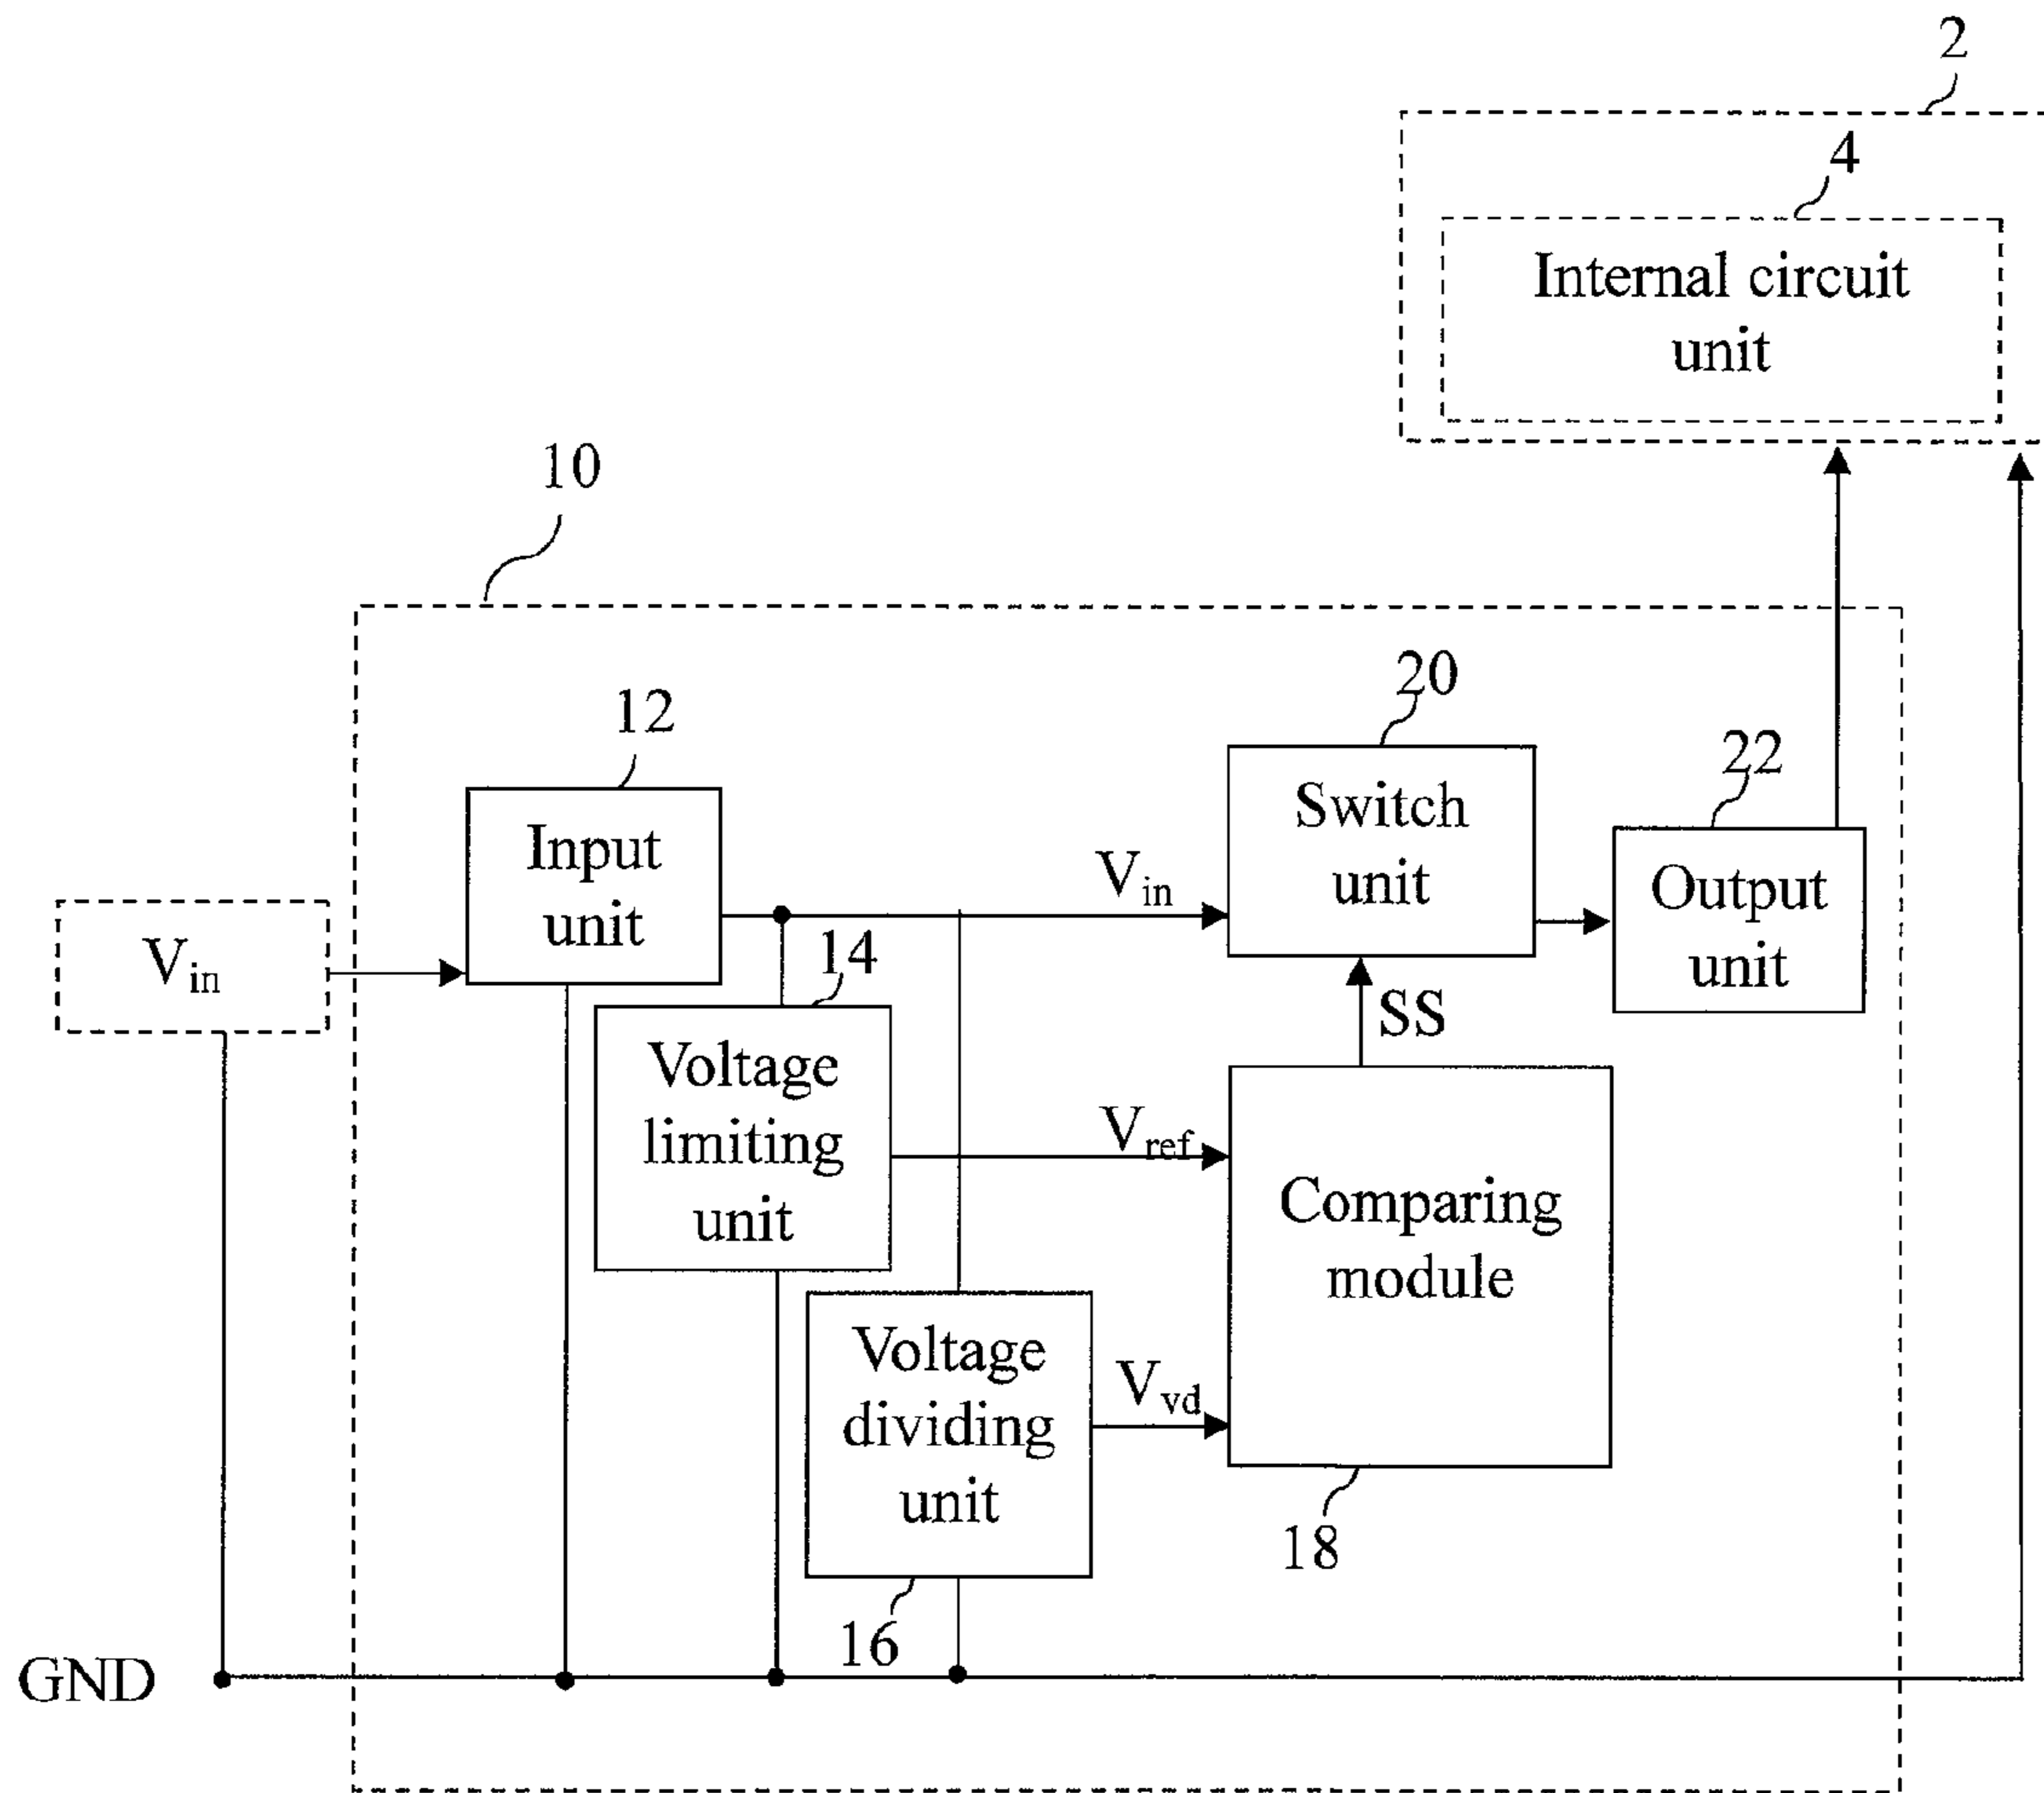 2
4
Internal circuit
unit
10
12
20
22
Input
unit
Switch
unit
Output
unit
V_in
V_in
14
SS
Voltage
limiting
unit
V_ref
Comparing
module
Voltage
dividing
unit
V_vd
18
16
GND